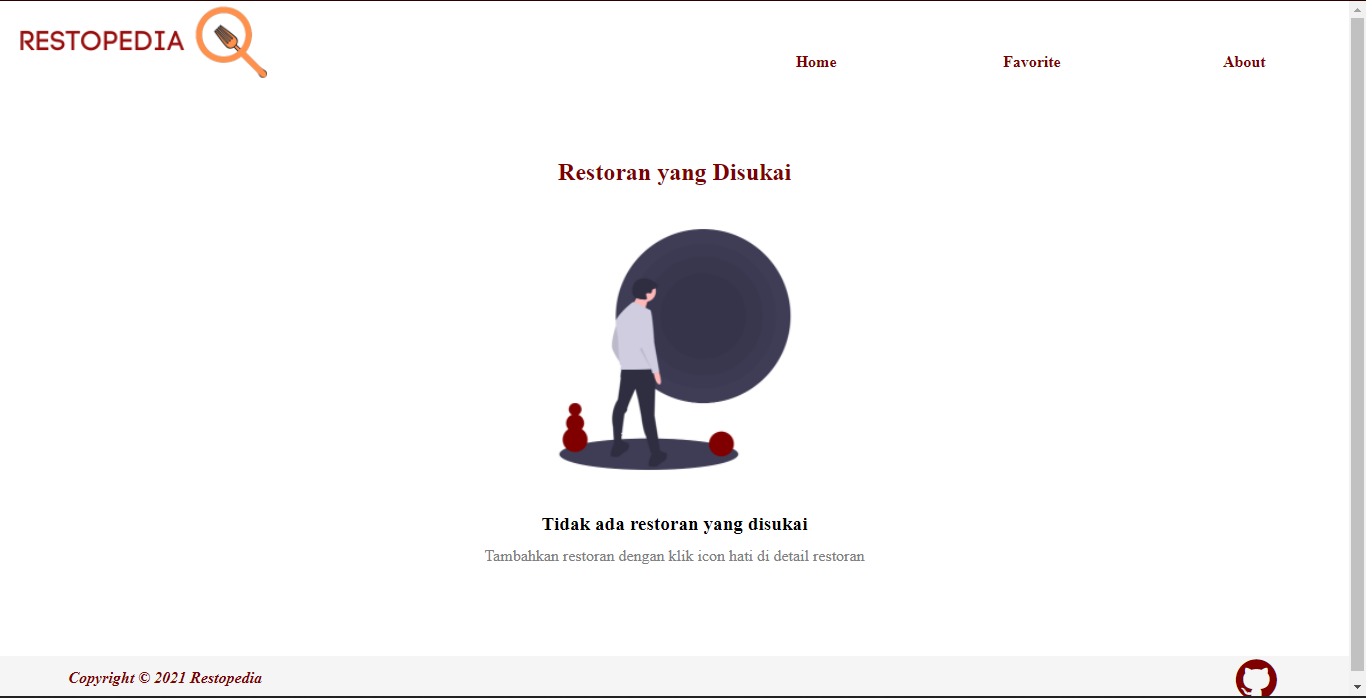 RESTOPEDIA
Home Favorite About
Restoran yang Disukai
Tidak ada restoran yang disukai
Tambahkan restoran dengan klik icon hati di detail restoran
Copyright © 2021 Restopedia